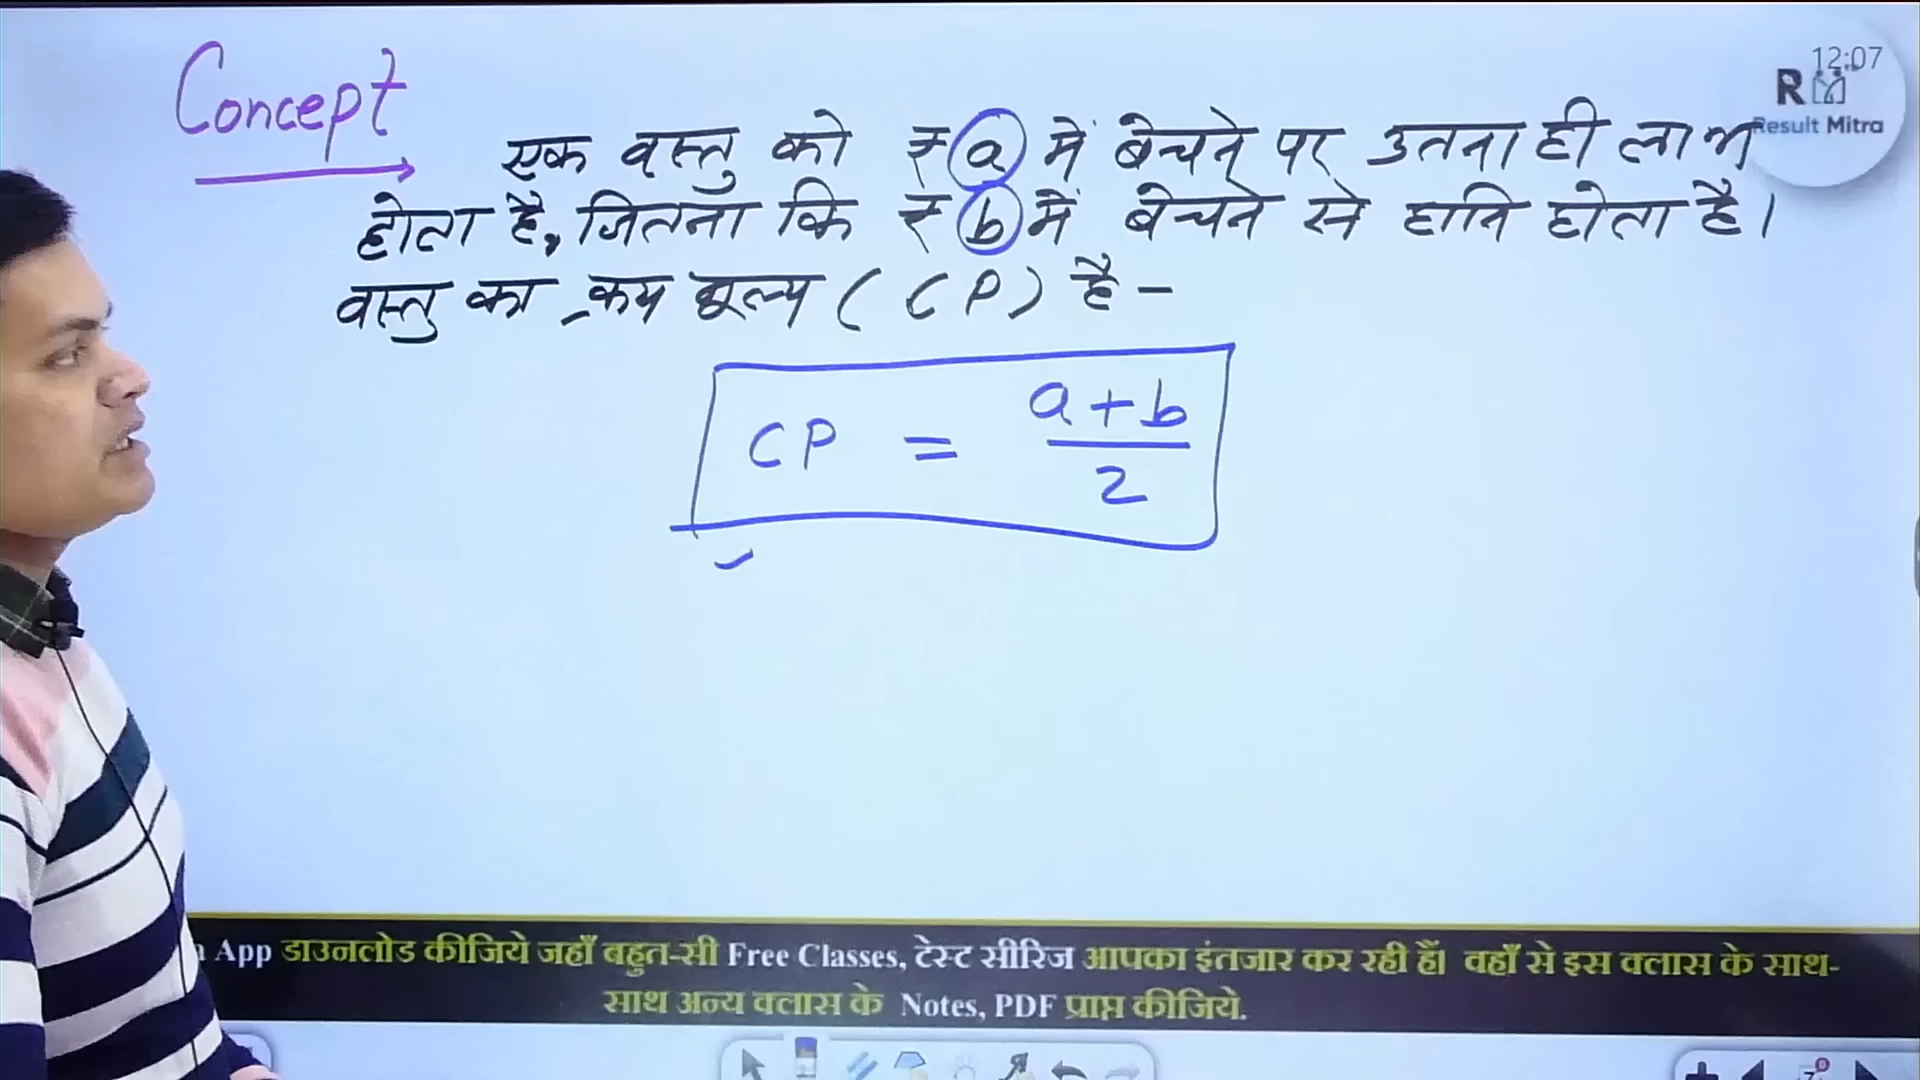 Concept
12:07
RM
Result Mitra
एक वस्तु को ₹ a में बेचने पर उतना ही लाभ
होता है, जितना कि ₹ b में बेचने से हानि होता है।
वस्तु का क्रय मूल्य ( CP ) है -
CP = a+b
2
App डाउनलोड कीजिये जहाँ बहुत-सी Free Classes, टेस्ट सीरिज आपका इंतजार कर रही हैं। वहाँ से इस क्लास के साथ-
साथ अन्य क्लास के Notes, PDF प्राप्त कीजिये.